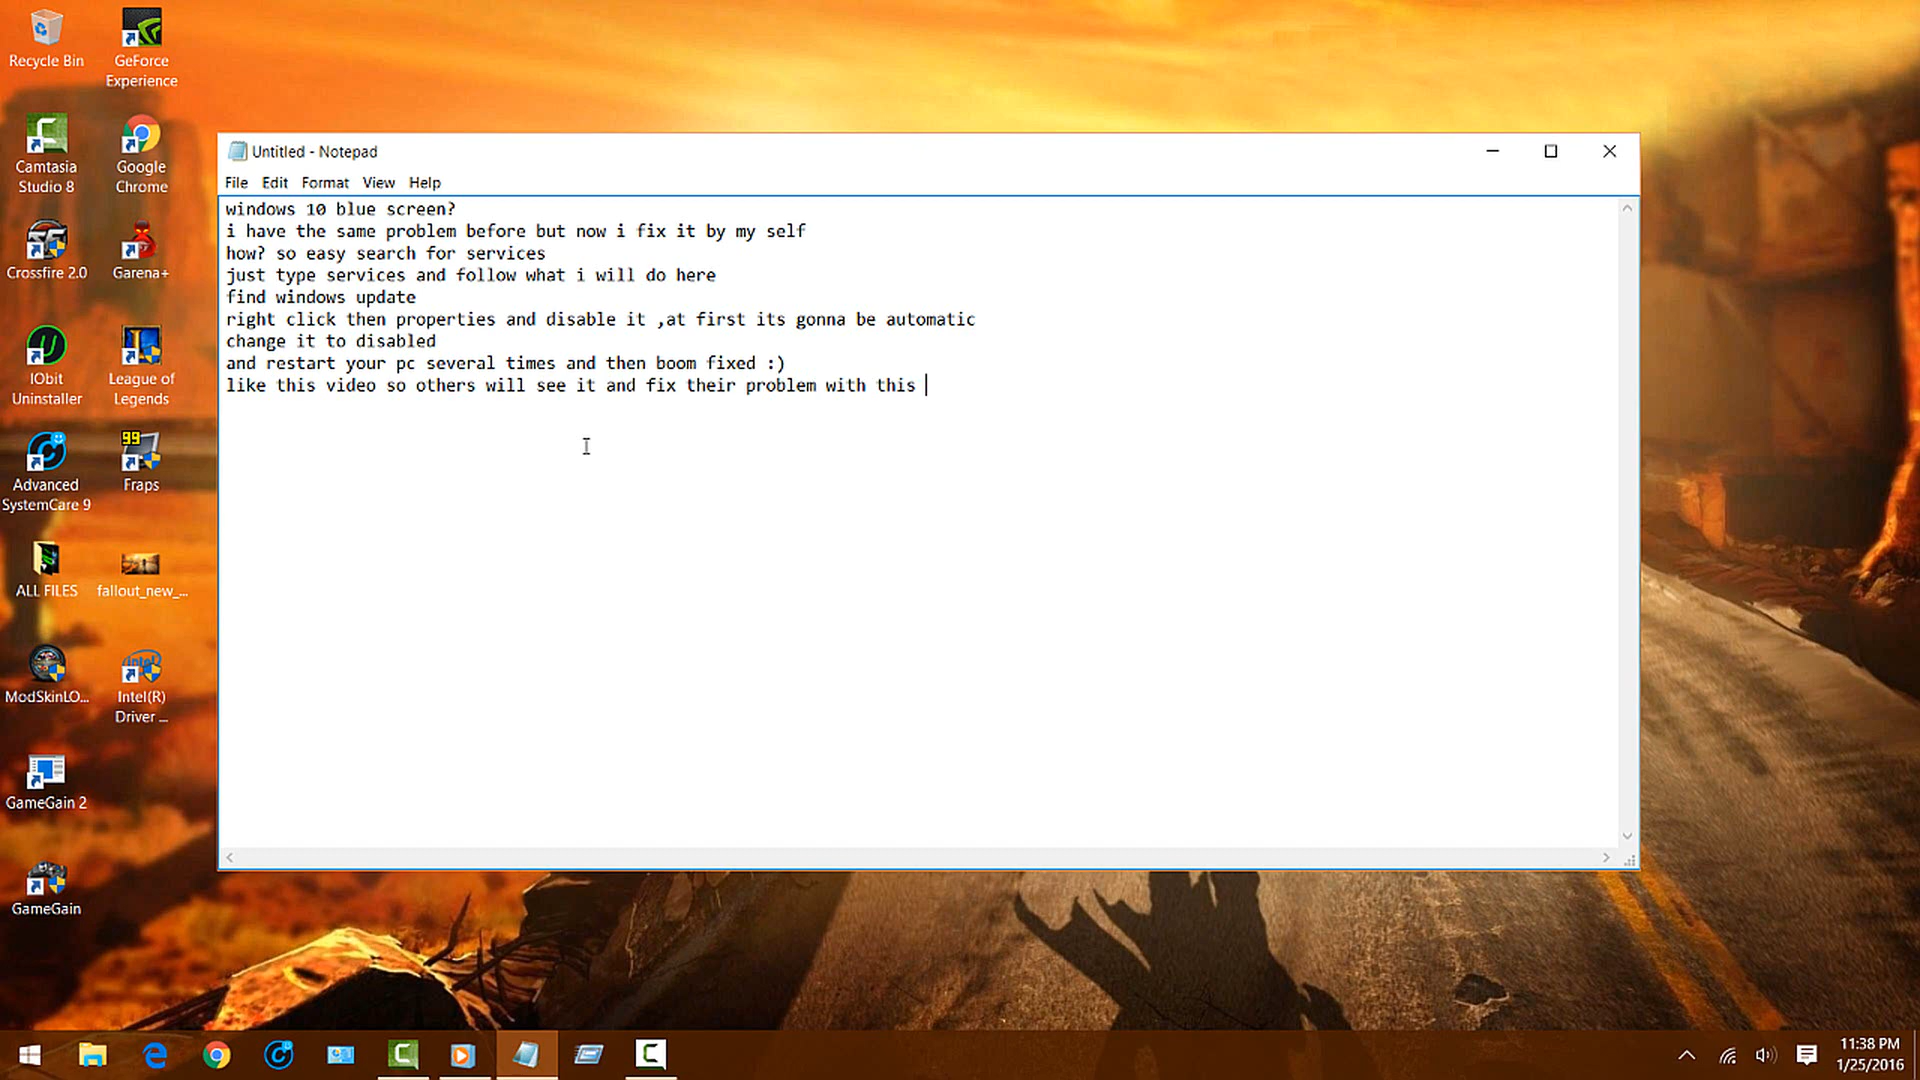 Recycle Bin
GeForce
Experience
Camtasia
Studio 8
Google
Chrome
Crossfire 2.0
Garena+
IObit
Uninstaller
League of
Legends
Advanced
SystemCare 9
99
Fraps
ALL FILES
fallout_new_...
ModSkinLO...
intel
Intel(R)
Driver ...
GameGain 2
GameGain
Untitled - Notepad
File Edit Format View Help
windows 10 blue screen?
i have the same problem before but now i fix it by my self
how? so easy search for services
just type services and follow what i will do here
find windows update
right click then properties and disable it ,at first its gonna be automatic
change it to disabled
and restart your pc several times and then boom fixed :)
like this video so others will see it and fix their problem with this
11:38 PM
1/25/2016